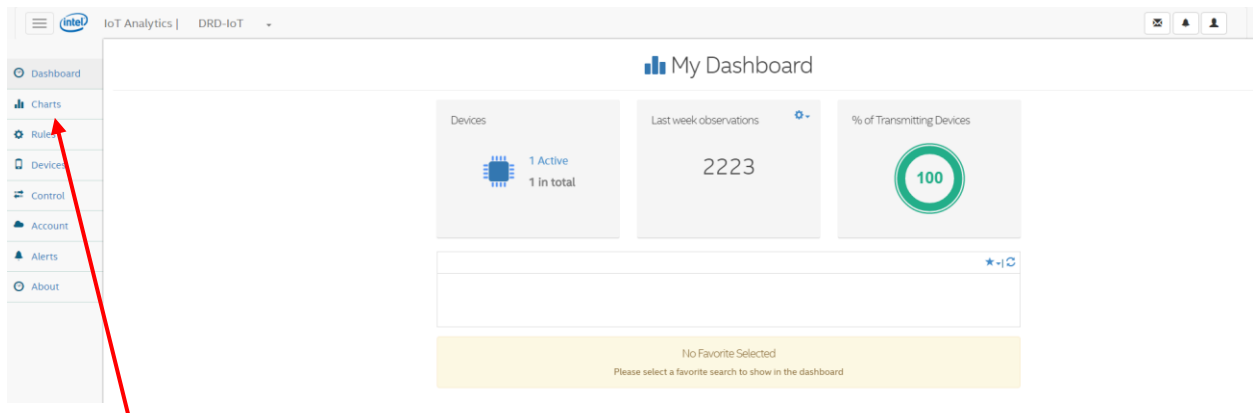 intel IoT Analytics | DRD-IoT
My Dashboard
Dashboard
Charts
Rules
Devices
Control
Account
Alerts
About
Devices
1 Active
1 in total
Last week observations
2223
% of Transmitting Devices
100
No Favorite Selected
Please select a favorite search to show in the dashboard